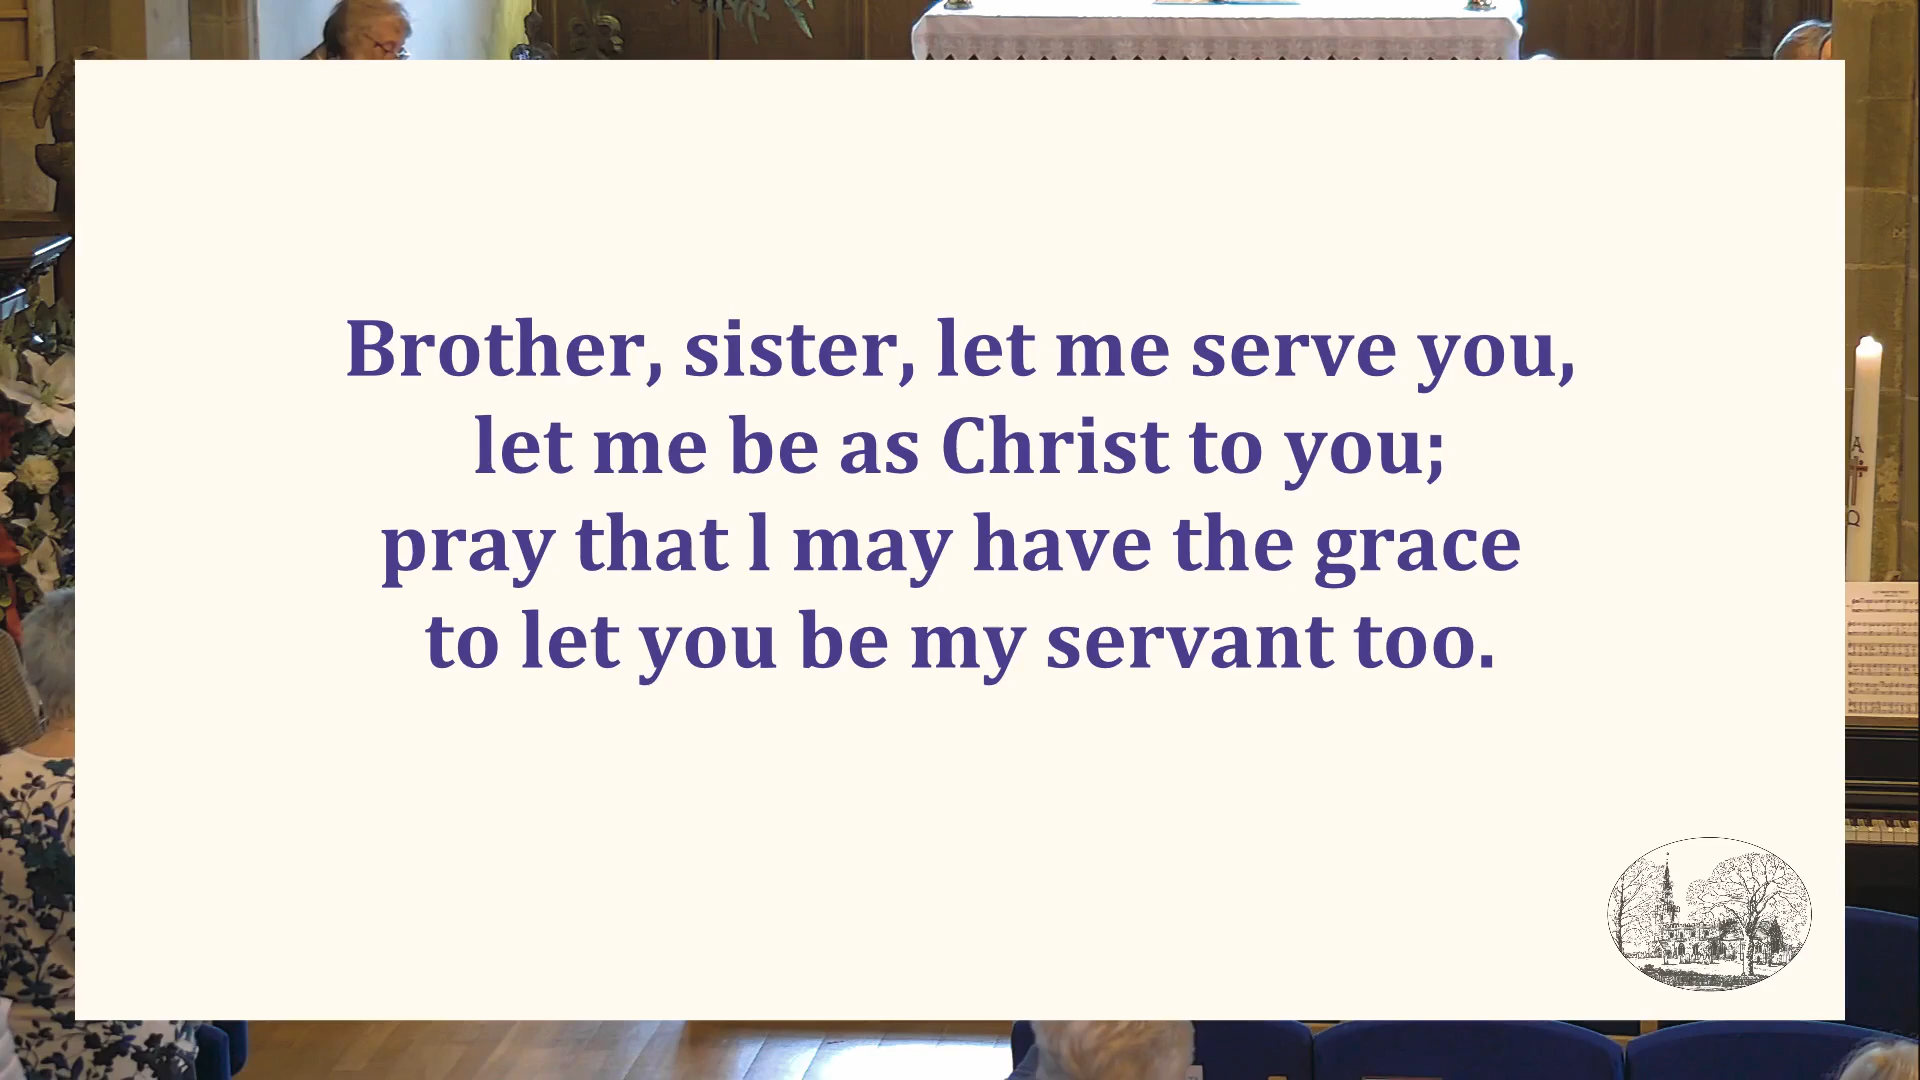 Brother, sister, let me serve you,
let me be as Christ to you;
pray that l may have the grace
to let you be my servant too.
Α
Ω